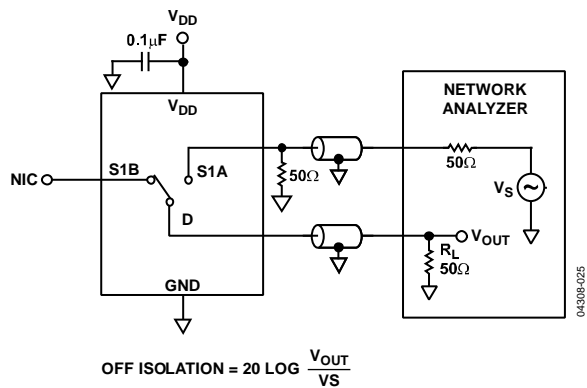 VDD
0.1μF
VDD
NETWORK
ANALYZER
50Ω
S1B
S1A
50Ω
NIC
VS
D
VOUT
RL
50Ω
GND
04308-025
OFF ISOLATION = 20 LOG VOUT
VS